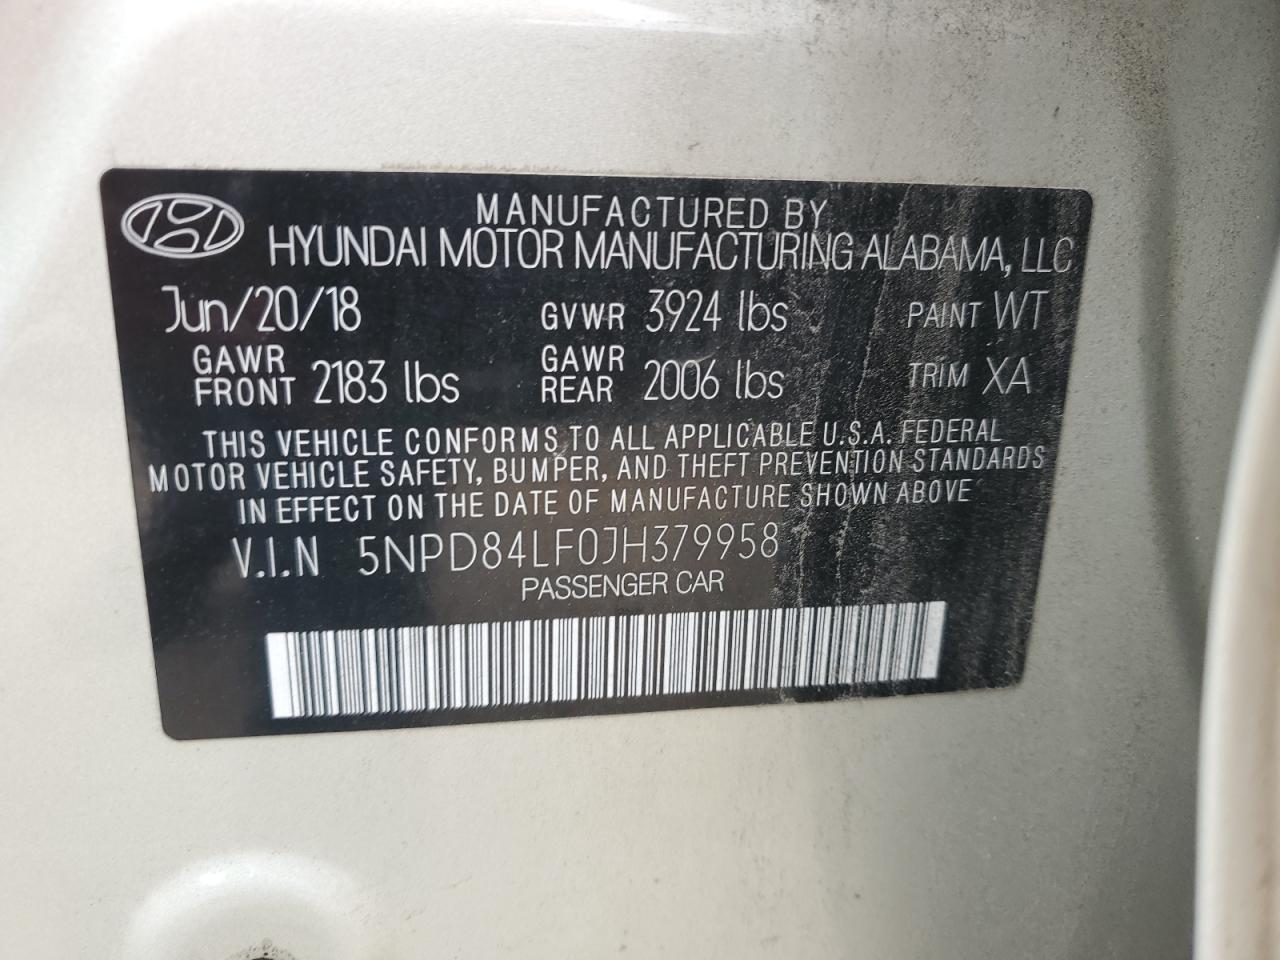 MANUFACTURED BY
HYUNDAI MOTOR MANUFACTURING ALABAMA, LLC
Jun/20/18 GVWR 3924 lbs PAINT WT
GAWR FRONT 2183 lbs GAWR REAR 2006 lbs TRIM XA
THIS VEHICLE CONFORMS TO ALL APPLICABLE U.S.A. FEDERAL
MOTOR VEHICLE SAFETY, BUMPER, AND THEFT PREVENTION STANDARDS
IN EFFECT ON THE DATE OF MANUFACTURE SHOWN ABOVE
V.I.N 5NPD84LF0JH379958
PASSENGER CAR